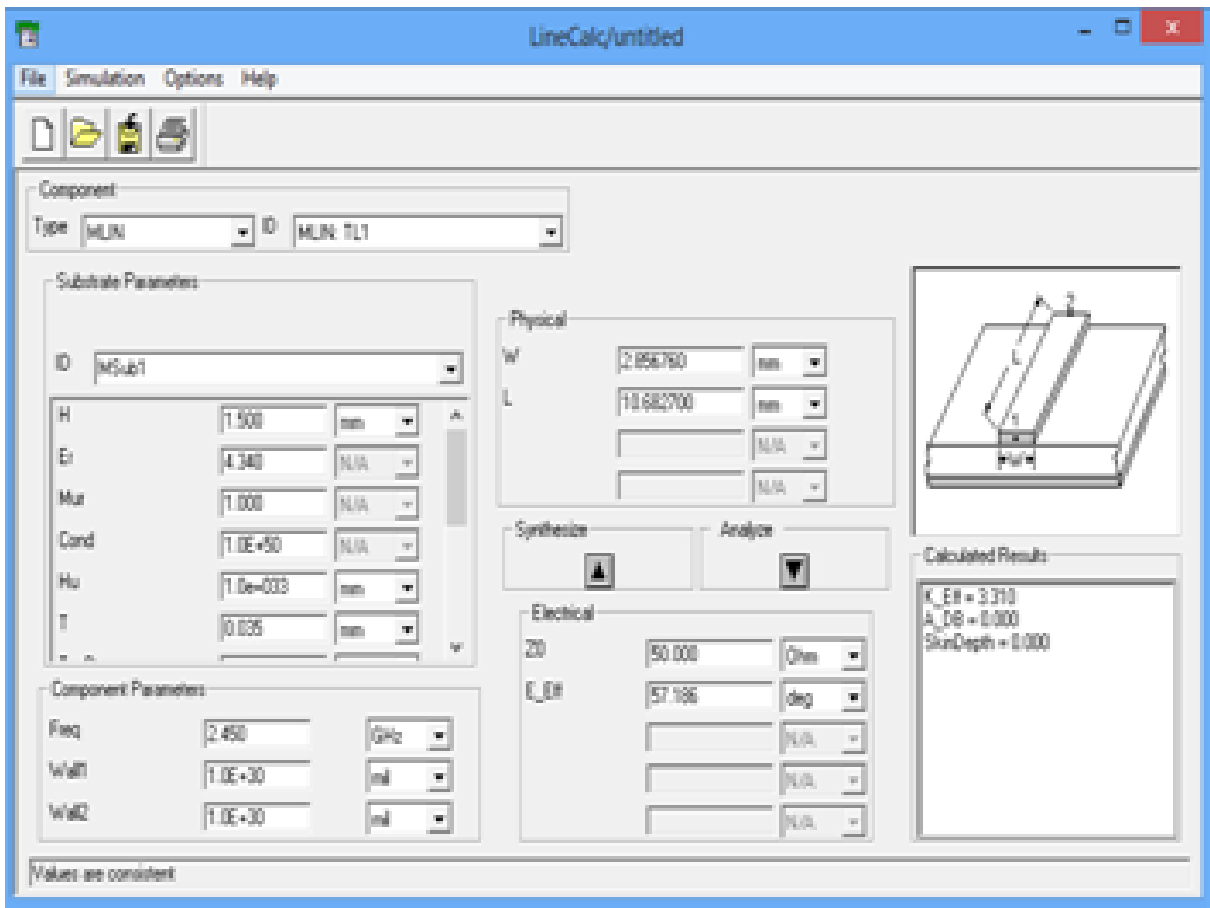 LineCalc/untitled
File Simulation Options Help
Component
Type MLIN ID MLIN: TL1
Substrate Parameters
ID MSub1
H 1.500 mm
Er 4.340 N/A
Mur 1.000 N/A
Cond 1.0E+50 N/A
Hu 1.0e+033 mm
T 0.035 mm
Component Parameters
Freq 2.450 GHz
Wall1 1.0E+30 mil
Wall2 1.0E+30 mil
Physical
W 2.856760 mm
L 10.682700 mm
N/A
N/A
Synthesize Analyze
Electrical
Z0 50.000 Ohm
E_Eff 57.186 deg
N/A
N/A
N/A
2
L
1
W
Calculated Results
K_Eff = 3.310
A_DB = 0.000
SkinDepth = 0.000
Values are consistent